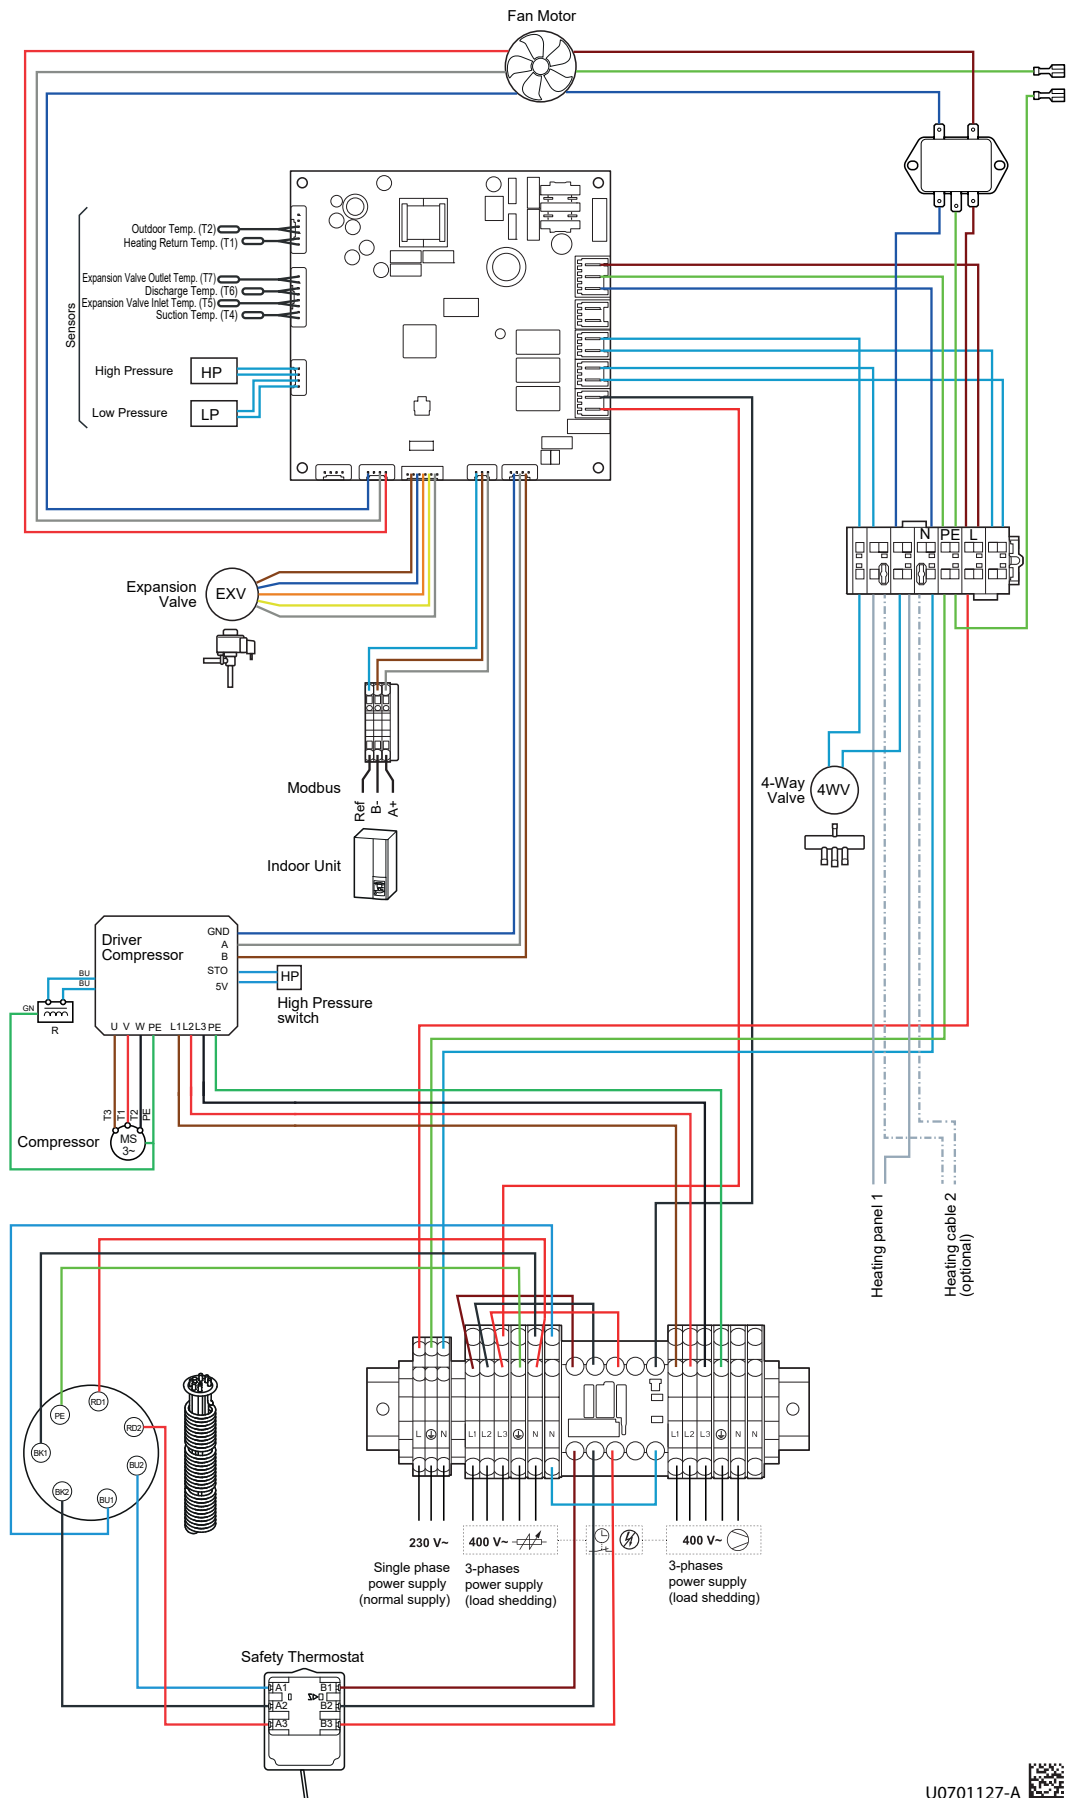 Fan Motor
Sensors
Outdoor Temp. (T2)
Heating Return Temp. (T1)
Expansion Valve Outlet Temp. (T7)
Discharge Temp. (T6)
Expansion Valve Inlet Temp. (T5)
Suction Temp. (T4)
High Pressure
HP
Low Pressure
LP
N PE L
Expansion
Valve
EXV
Modbus
Ref
B-
A+
Indoor Unit
4-Way
Valve
4WV
Driver
Compressor
GND
A
B
STO
5V
HP
High Pressure
switch
BU
BU
GN
R
U V W PE L1 L2 L3 PE
T3
T1
T2
PE
Compressor
MS
3~
Heating panel 1
Heating cable 2
(optional)
RD1
PE
RD2
BK1
BU2
BK2
BU1
L N
L1 L2 L3 N N
L1 L2 L3 N N
230 V~
Single phase
power supply
(normal supply)
400 V~
3-phases
power supply
(load shedding)
400 V~
3-phases
power supply
(load shedding)
Safety Thermostat
A1 B1
A2 B2
A3 B3
U0701127-A